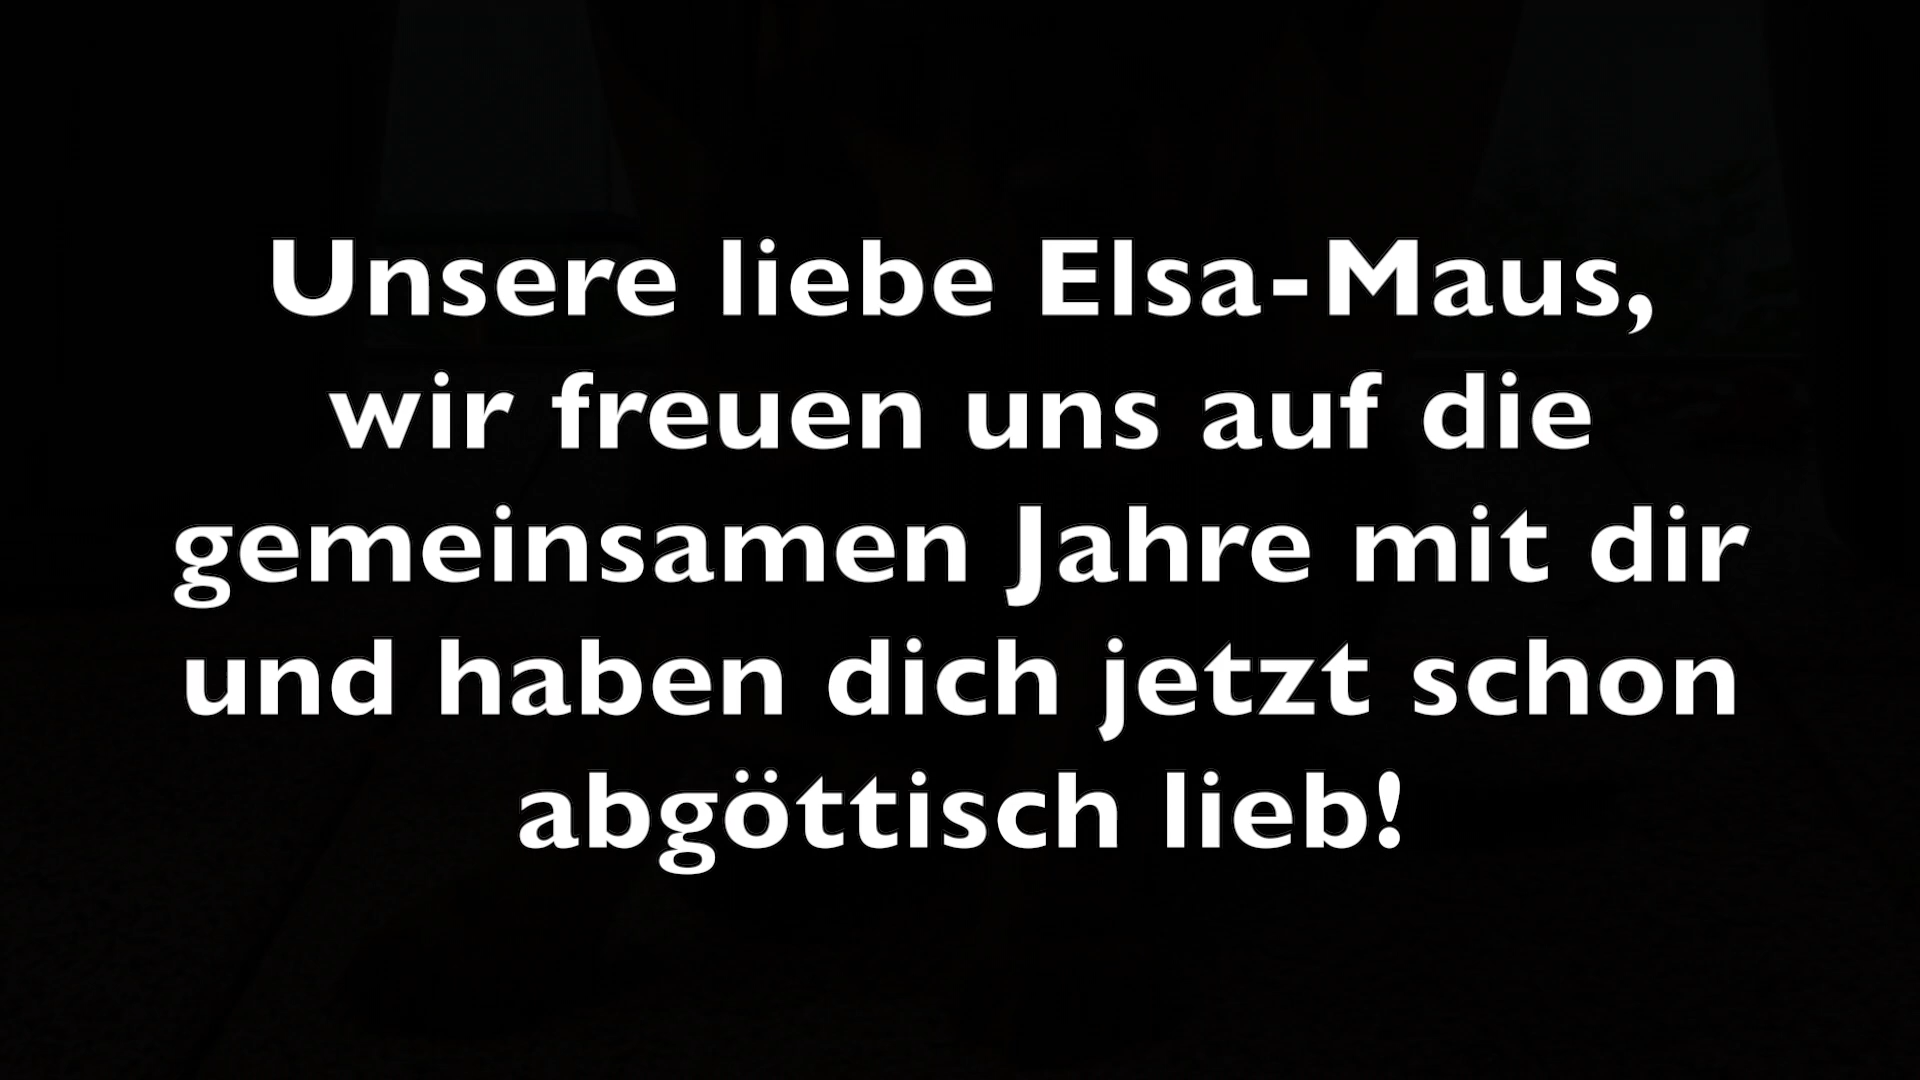 Unsere liebe Elsa-Maus,
wir freuen uns auf die
gemeinsamen Jahre mit dir
und haben dich jetzt schon
abgöttisch lieb!